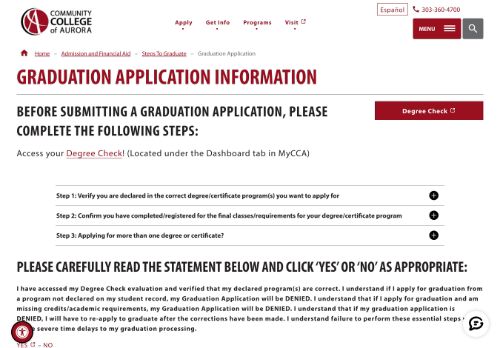 COMMUNITY
COLLEGE
of AURORA
Español
303-360-4700
Apply
Get Info
Programs
Visit
MENU
Home – Admission and Financial Aid – Steps To Graduate – Graduation Application
GRADUATION APPLICATION INFORMATION
BEFORE SUBMITTING A GRADUATION APPLICATION, PLEASE
COMPLETE THE FOLLOWING STEPS:
Degree Check
Access your Degree Check! (Located under the Dashboard tab in MyCCA)
Step 1: Verify you are declared in the correct degree/certificate program(s) you want to apply for
Step 2: Confirm you have completed/registered for the final classes/requirements for your degree/certificate program
Step 3: Applying for more than one degree or certificate?
PLEASE CAREFULLY READ THE STATEMENT BELOW AND CLICK ‘YES’ OR ‘NO’ AS APPROPRIATE:
I have accessed my Degree Check evaluation and verified that my declared program(s) are correct. I understand if I apply for graduation from
a program not declared on my student record, my Graduation Application will be DENIED. I understand that if I apply for graduation and am
missing credits/academic requirements, my Graduation Application will be DENIED. I understand that if my graduation application is
DENIED, I will have to re-apply to graduate after the corrections have been made. I understand failure to perform these essential steps
severe time delays to my graduation processing.
YES – NO